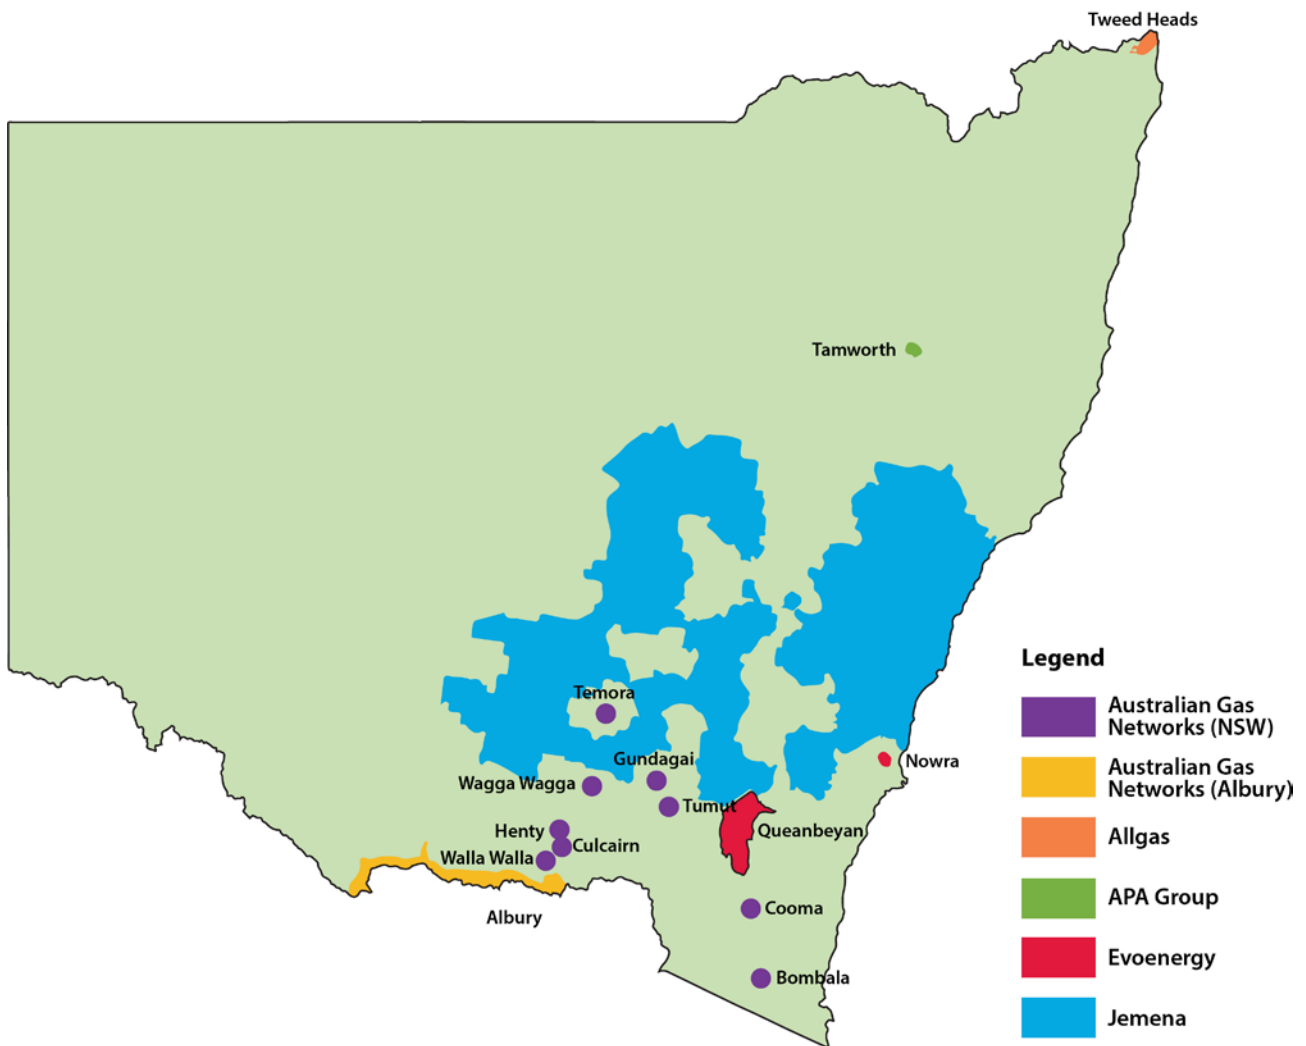 Tweed Heads
Tamworth
Temora
Gundagai
Wagga Wagga
Tumut
Nowra
Queanbeyan
Henty
Culcairn
Walla Walla
Albury
Cooma
Bombala
Legend
Australian Gas
Networks (NSW)
Australian Gas
Networks (Albury)
Allgas
APA Group
Evoenergy
Jemena